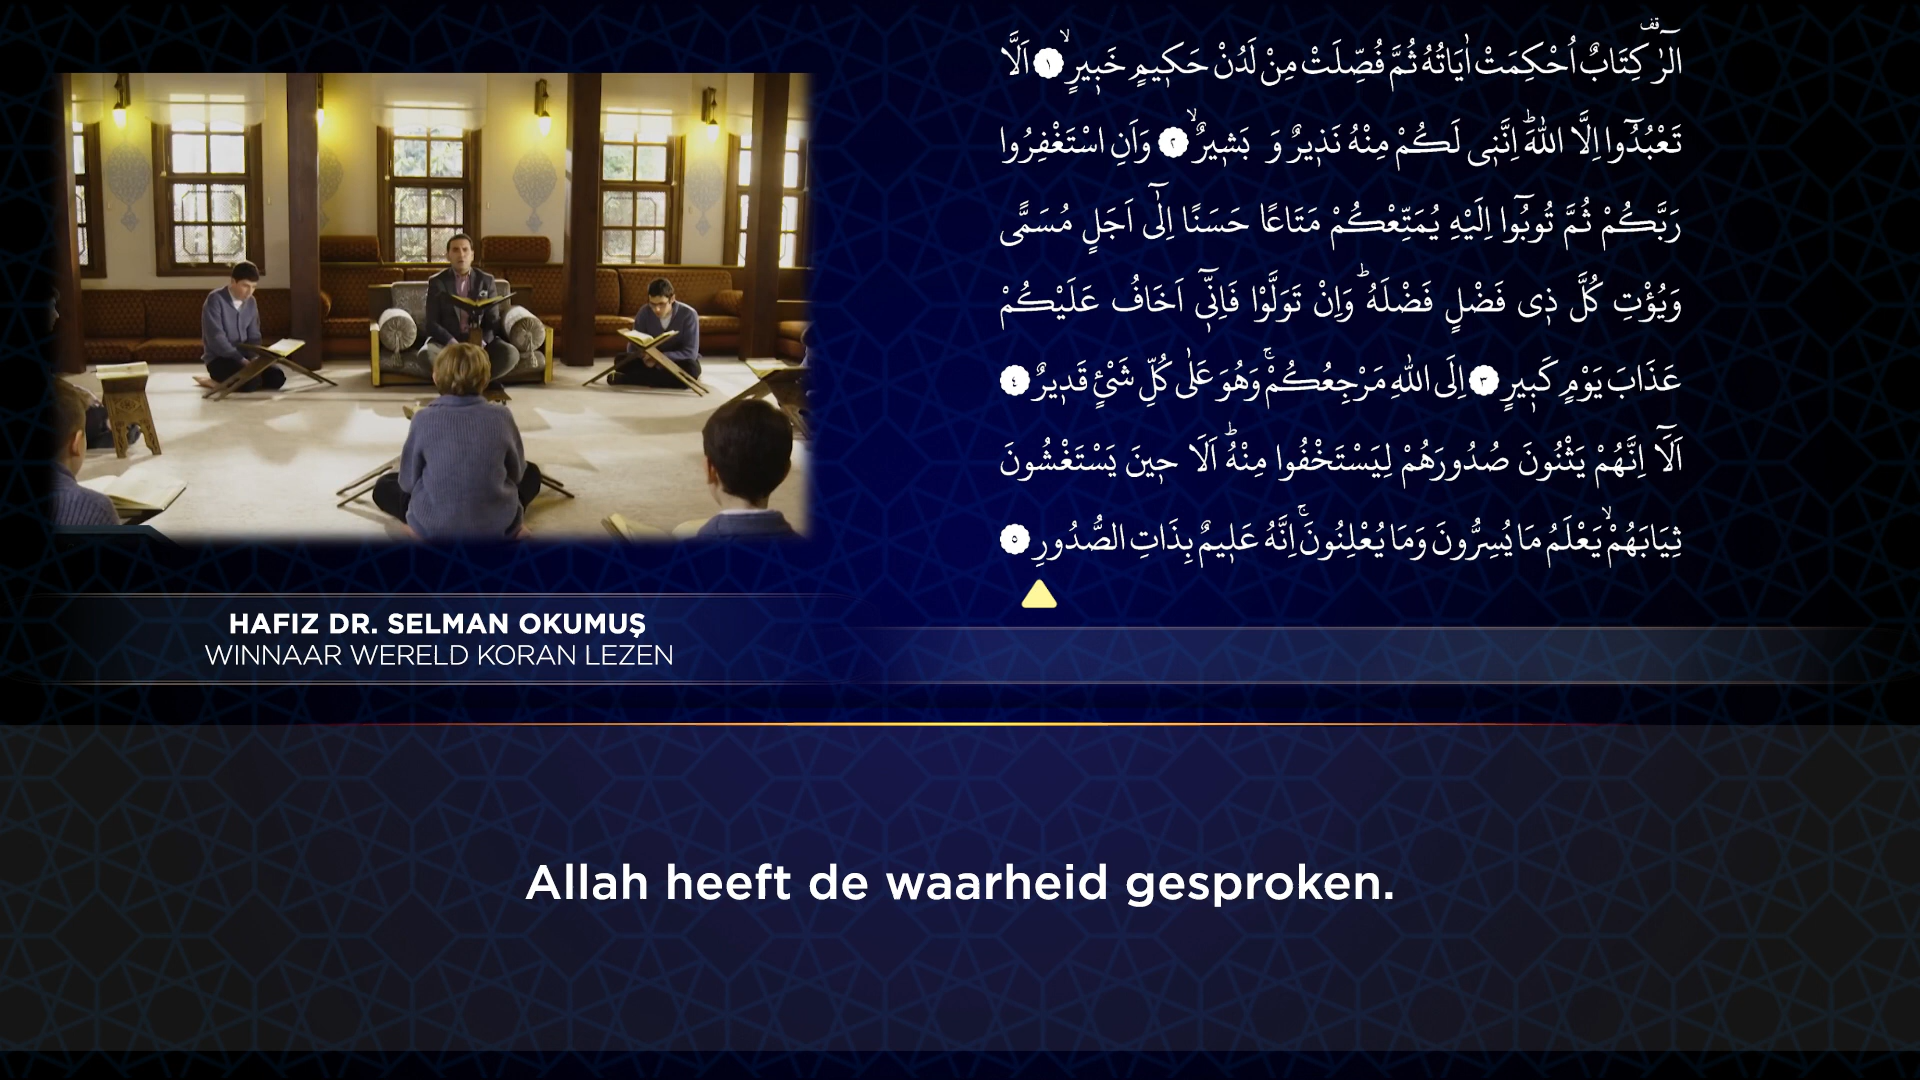 الٓرٰ ࣞ كِتَابٌ اُحْكِمَتْ اٰيَاتُهُ ثُمَّ فُصِّلَتْ مِنْ لَدُنْ حَكٖيمٍ خَبٖيرٍۙ ١ اَلَّا
تَعْبُدُٓوا اِلَّا اللّٰهَؕ اِنَّنٖى لَكُمْ مِنْهُ نَذٖيرٌ وَ بَشٖيرٌۙ ٢ وَاَنِ اسْتَغْفِرُوا
رَبَّكُمْ ثُمَّ تُوبُٓوا اِلَيْهِ يُمَتِّعْكُمْ مَتَاعًا حَسَنًا اِلٰٓى اَجَلٍ مُسَمًّى
وَيُؤْتِ كُلَّ ذٖى فَضْلٍ فَضْلَهُؕ وَاِنْ تَوَلَّوْا فَاِنّٖٓى اَخَافُ عَلَيْكُمْ
عَذَابَ يَوْمٍ كَبٖيرٍ ٣ اِلَى اللّٰهِ مَرْجِعُكُمْۚ وَهُوَ عَلٰى كُلِّ شَیْءٍ قَدٖيرٌ ٤
اَلَٓا اِنَّهُمْ يَثْنُونَ صُدُورَهُمْ لِيَسْتَخْفُوا مِنْهُؕ اَلَا حٖينَ يَسْتَغْشُونَ
ثِيَابَهُمْۙ يَعْلَمُ مَا يُسِرُّونَ وَمَا يُعْلِنُونَۚ اِنَّهُ عَلٖيمٌ بِذَاتِ الصُّدُورِ ٥
HAFIZ DR. SELMAN OKUMUŞ
WINNAAR WERELD KORAN LEZEN
Allah heeft de waarheid gesproken.